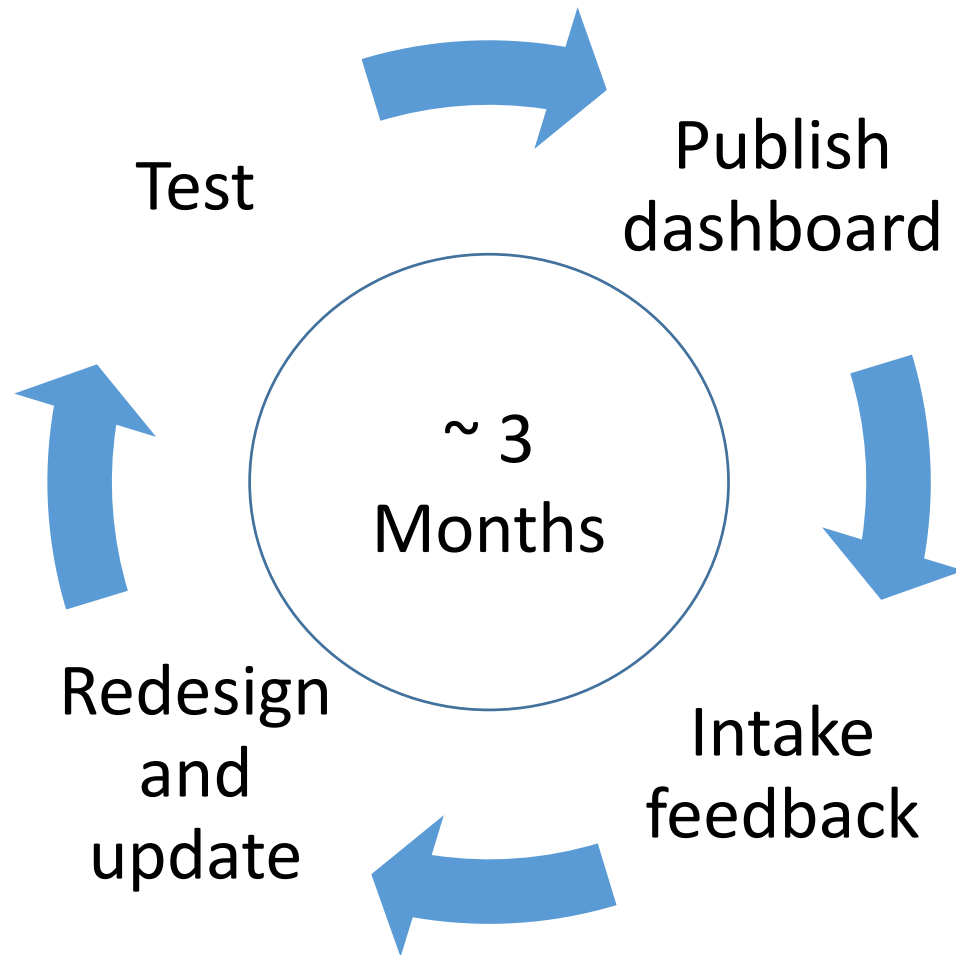 Test
Publish
dashboard
~ 3
Months
Redesign
and
update
Intake
feedback